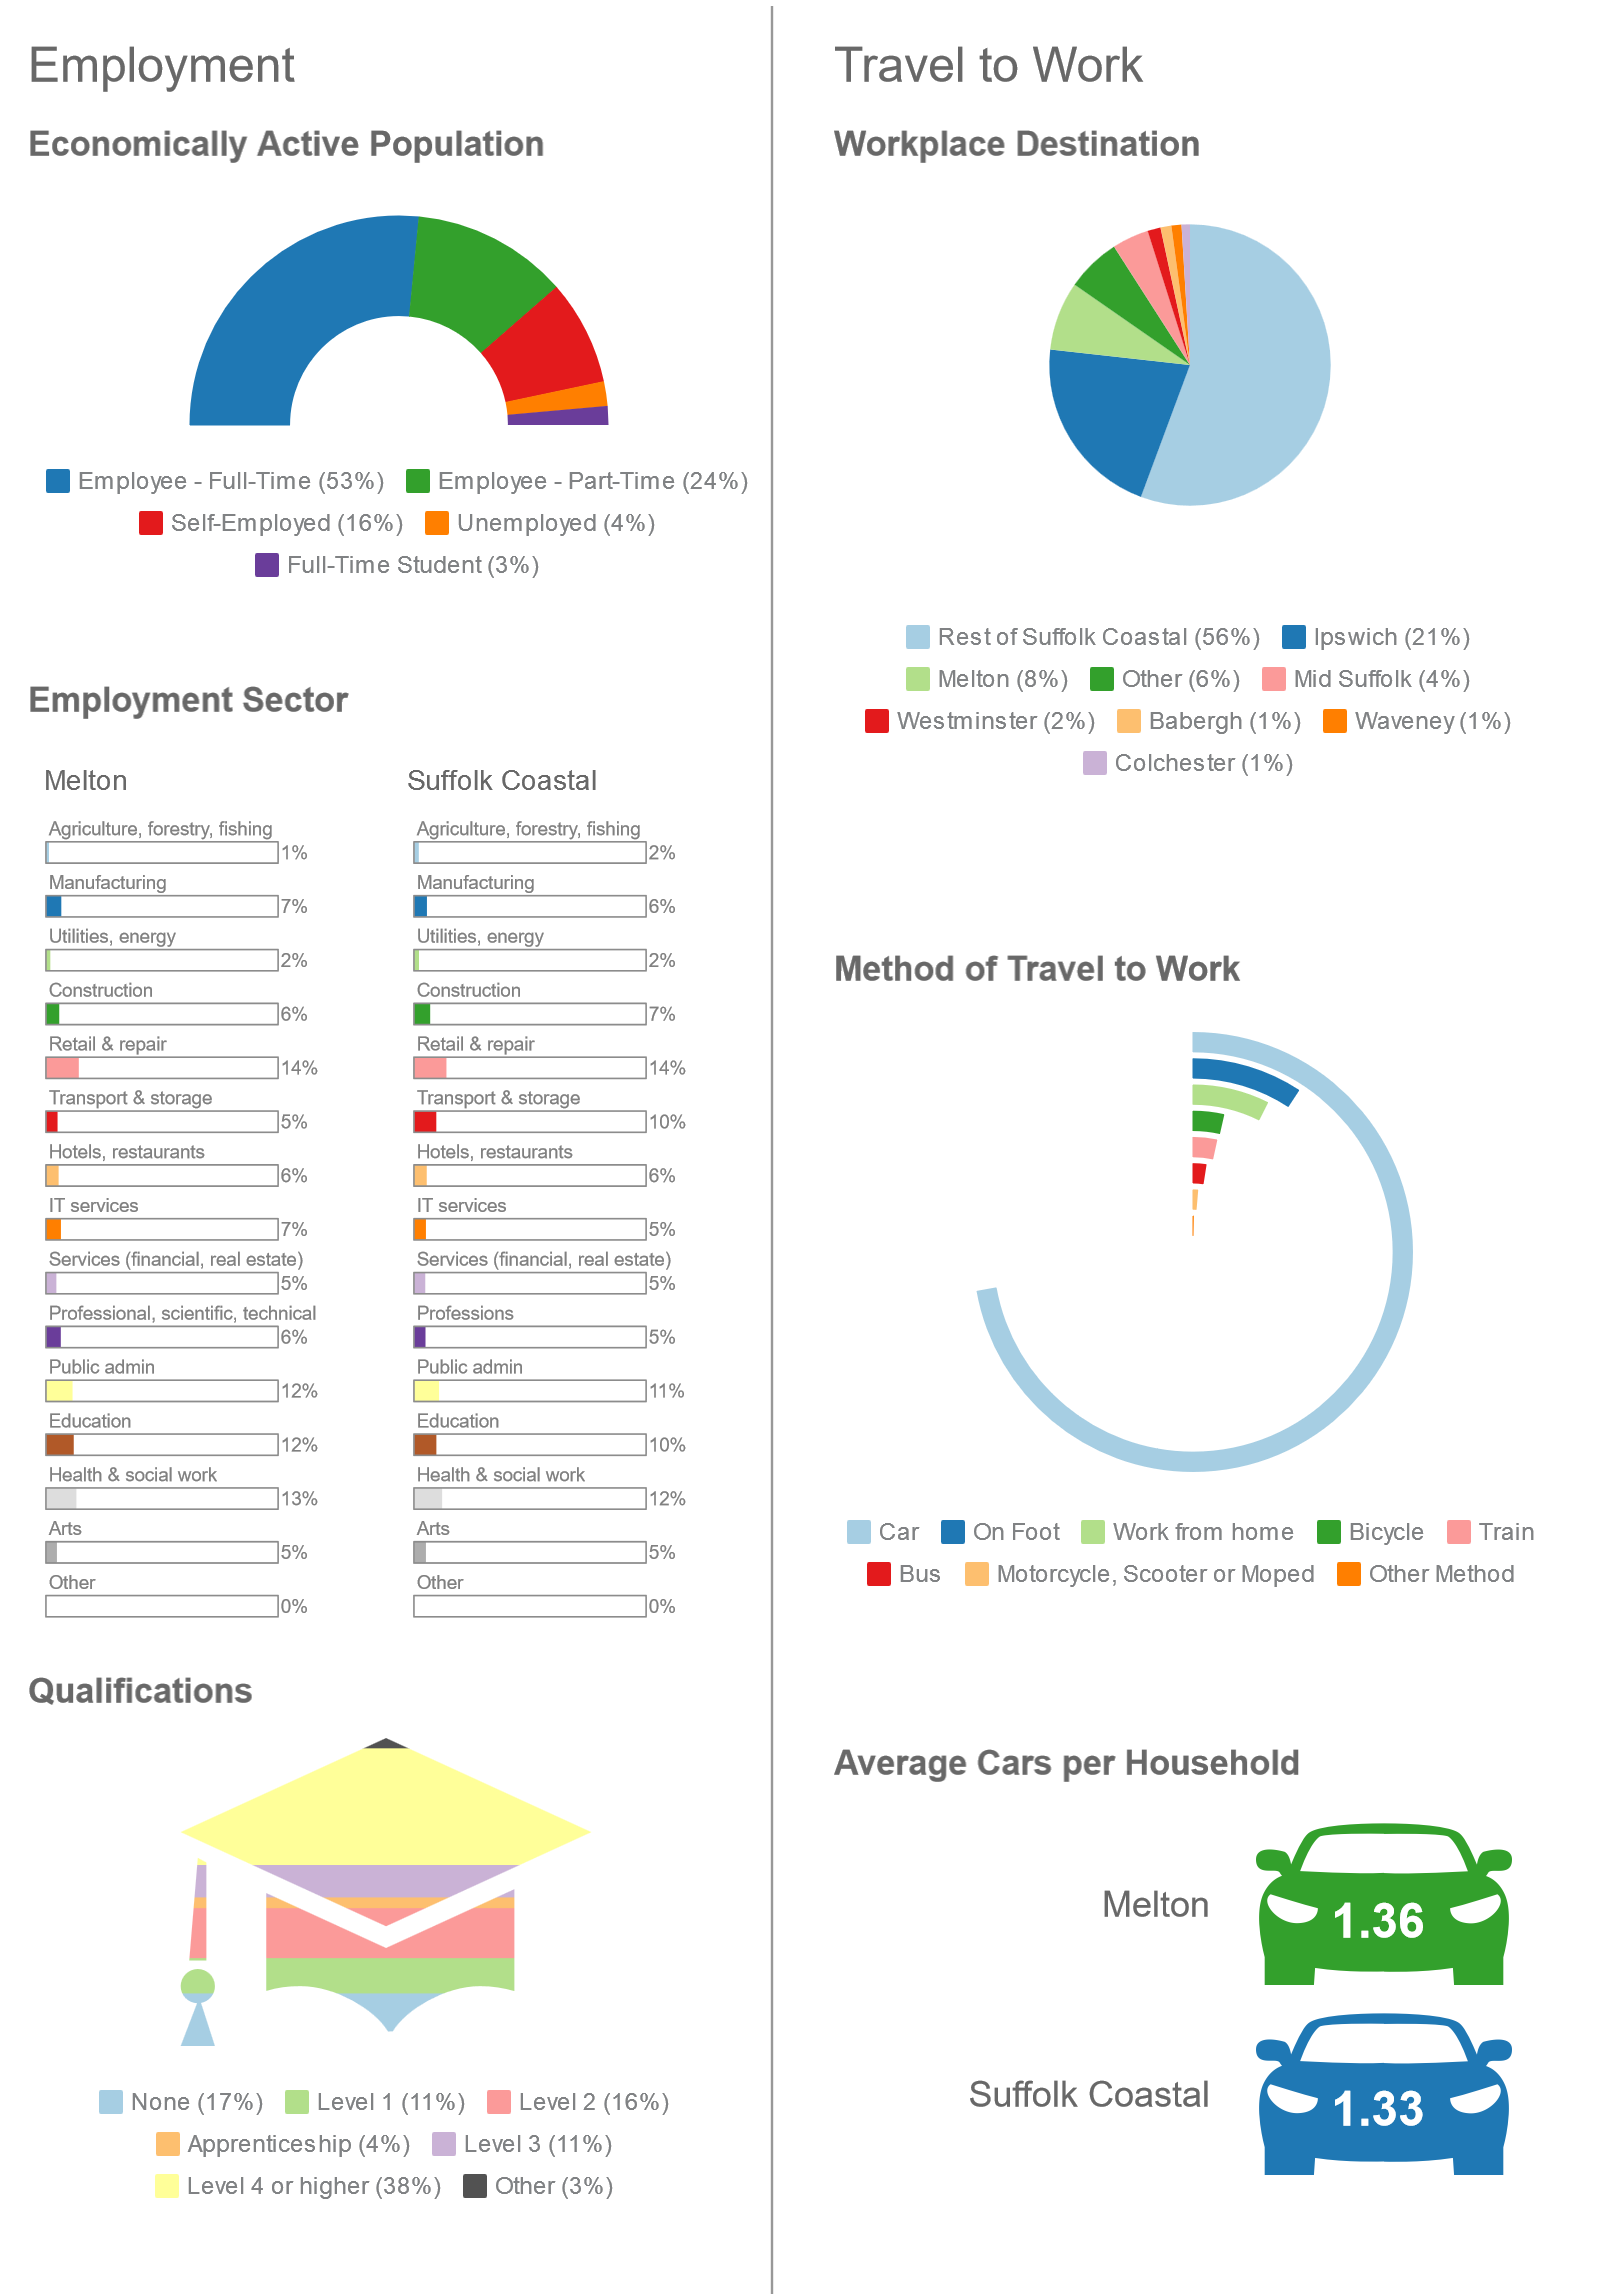 Employment
Economically Active Population
Employee - Full-Time (53%) Employee - Part-Time (24%)
Self-Employed (16%) Unemployed (4%)
Full-Time Student (3%)
Employment Sector
Melton
Agriculture, forestry, fishing
1%
Manufacturing
7%
Utilities, energy
2%
Construction
6%
Retail & repair
14%
Transport & storage
5%
Hotels, restaurants
6%
IT services
7%
Services (financial, real estate)
5%
Professional, scientific, technical
6%
Public admin
12%
Education
12%
Health & social work
13%
Arts
5%
Other
0%
Suffolk Coastal
Agriculture, forestry, fishing
2%
Manufacturing
6%
Utilities, energy
2%
Construction
7%
Retail & repair
14%
Transport & storage
10%
Hotels, restaurants
6%
IT services
5%
Services (financial, real estate)
5%
Professions
5%
Public admin
11%
Education
10%
Health & social work
12%
Arts
5%
Other
0%
Qualifications
None (17%) Level 1 (11%) Level 2 (16%)
Apprenticeship (4%) Level 3 (11%)
Level 4 or higher (38%) Other (3%)
Travel to Work
Workplace Destination
Rest of Suffolk Coastal (56%) Ipswich (21%)
Melton (8%) Other (6%) Mid Suffolk (4%)
Westminster (2%) Babergh (1%) Waveney (1%)
Colchester (1%)
Method of Travel to Work
Car On Foot Work from home Bicycle Train
Bus Motorcycle, Scooter or Moped Other Method
Average Cars per Household
Melton 1.36
Suffolk Coastal 1.33